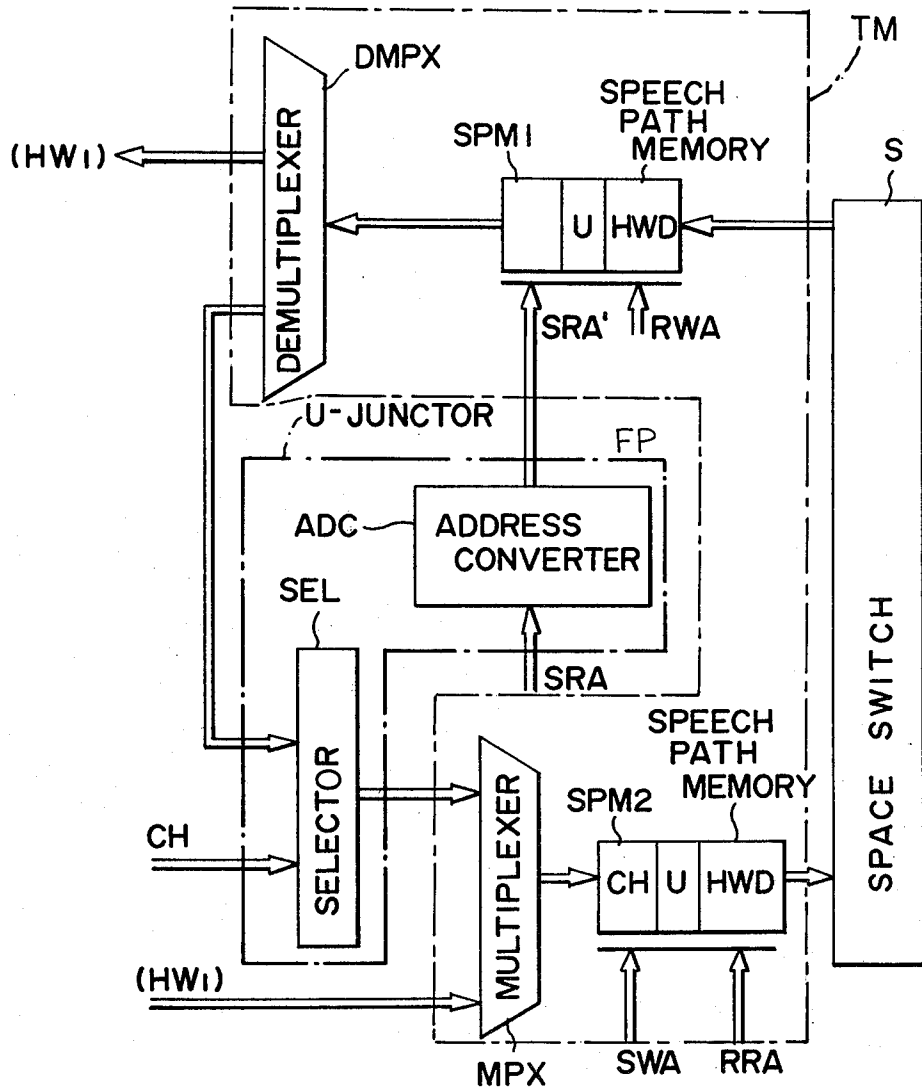 TM
DMPX
SPEECH
PATH
MEMORY
SPM1
S
(HW1)
DEMULTIPLEXER
U
HWD
SRA'
RWA
U-JUNCTOR
FP
ADC
ADDRESS
CONVERTER
SEL
SRA
SPACE SWITCH
SPEECH
PATH
MEMORY
SELECTOR
SPM2
CH
MULTIPLEXER
CH
U
HWD
(HW1)
MPX
SWA
RRA